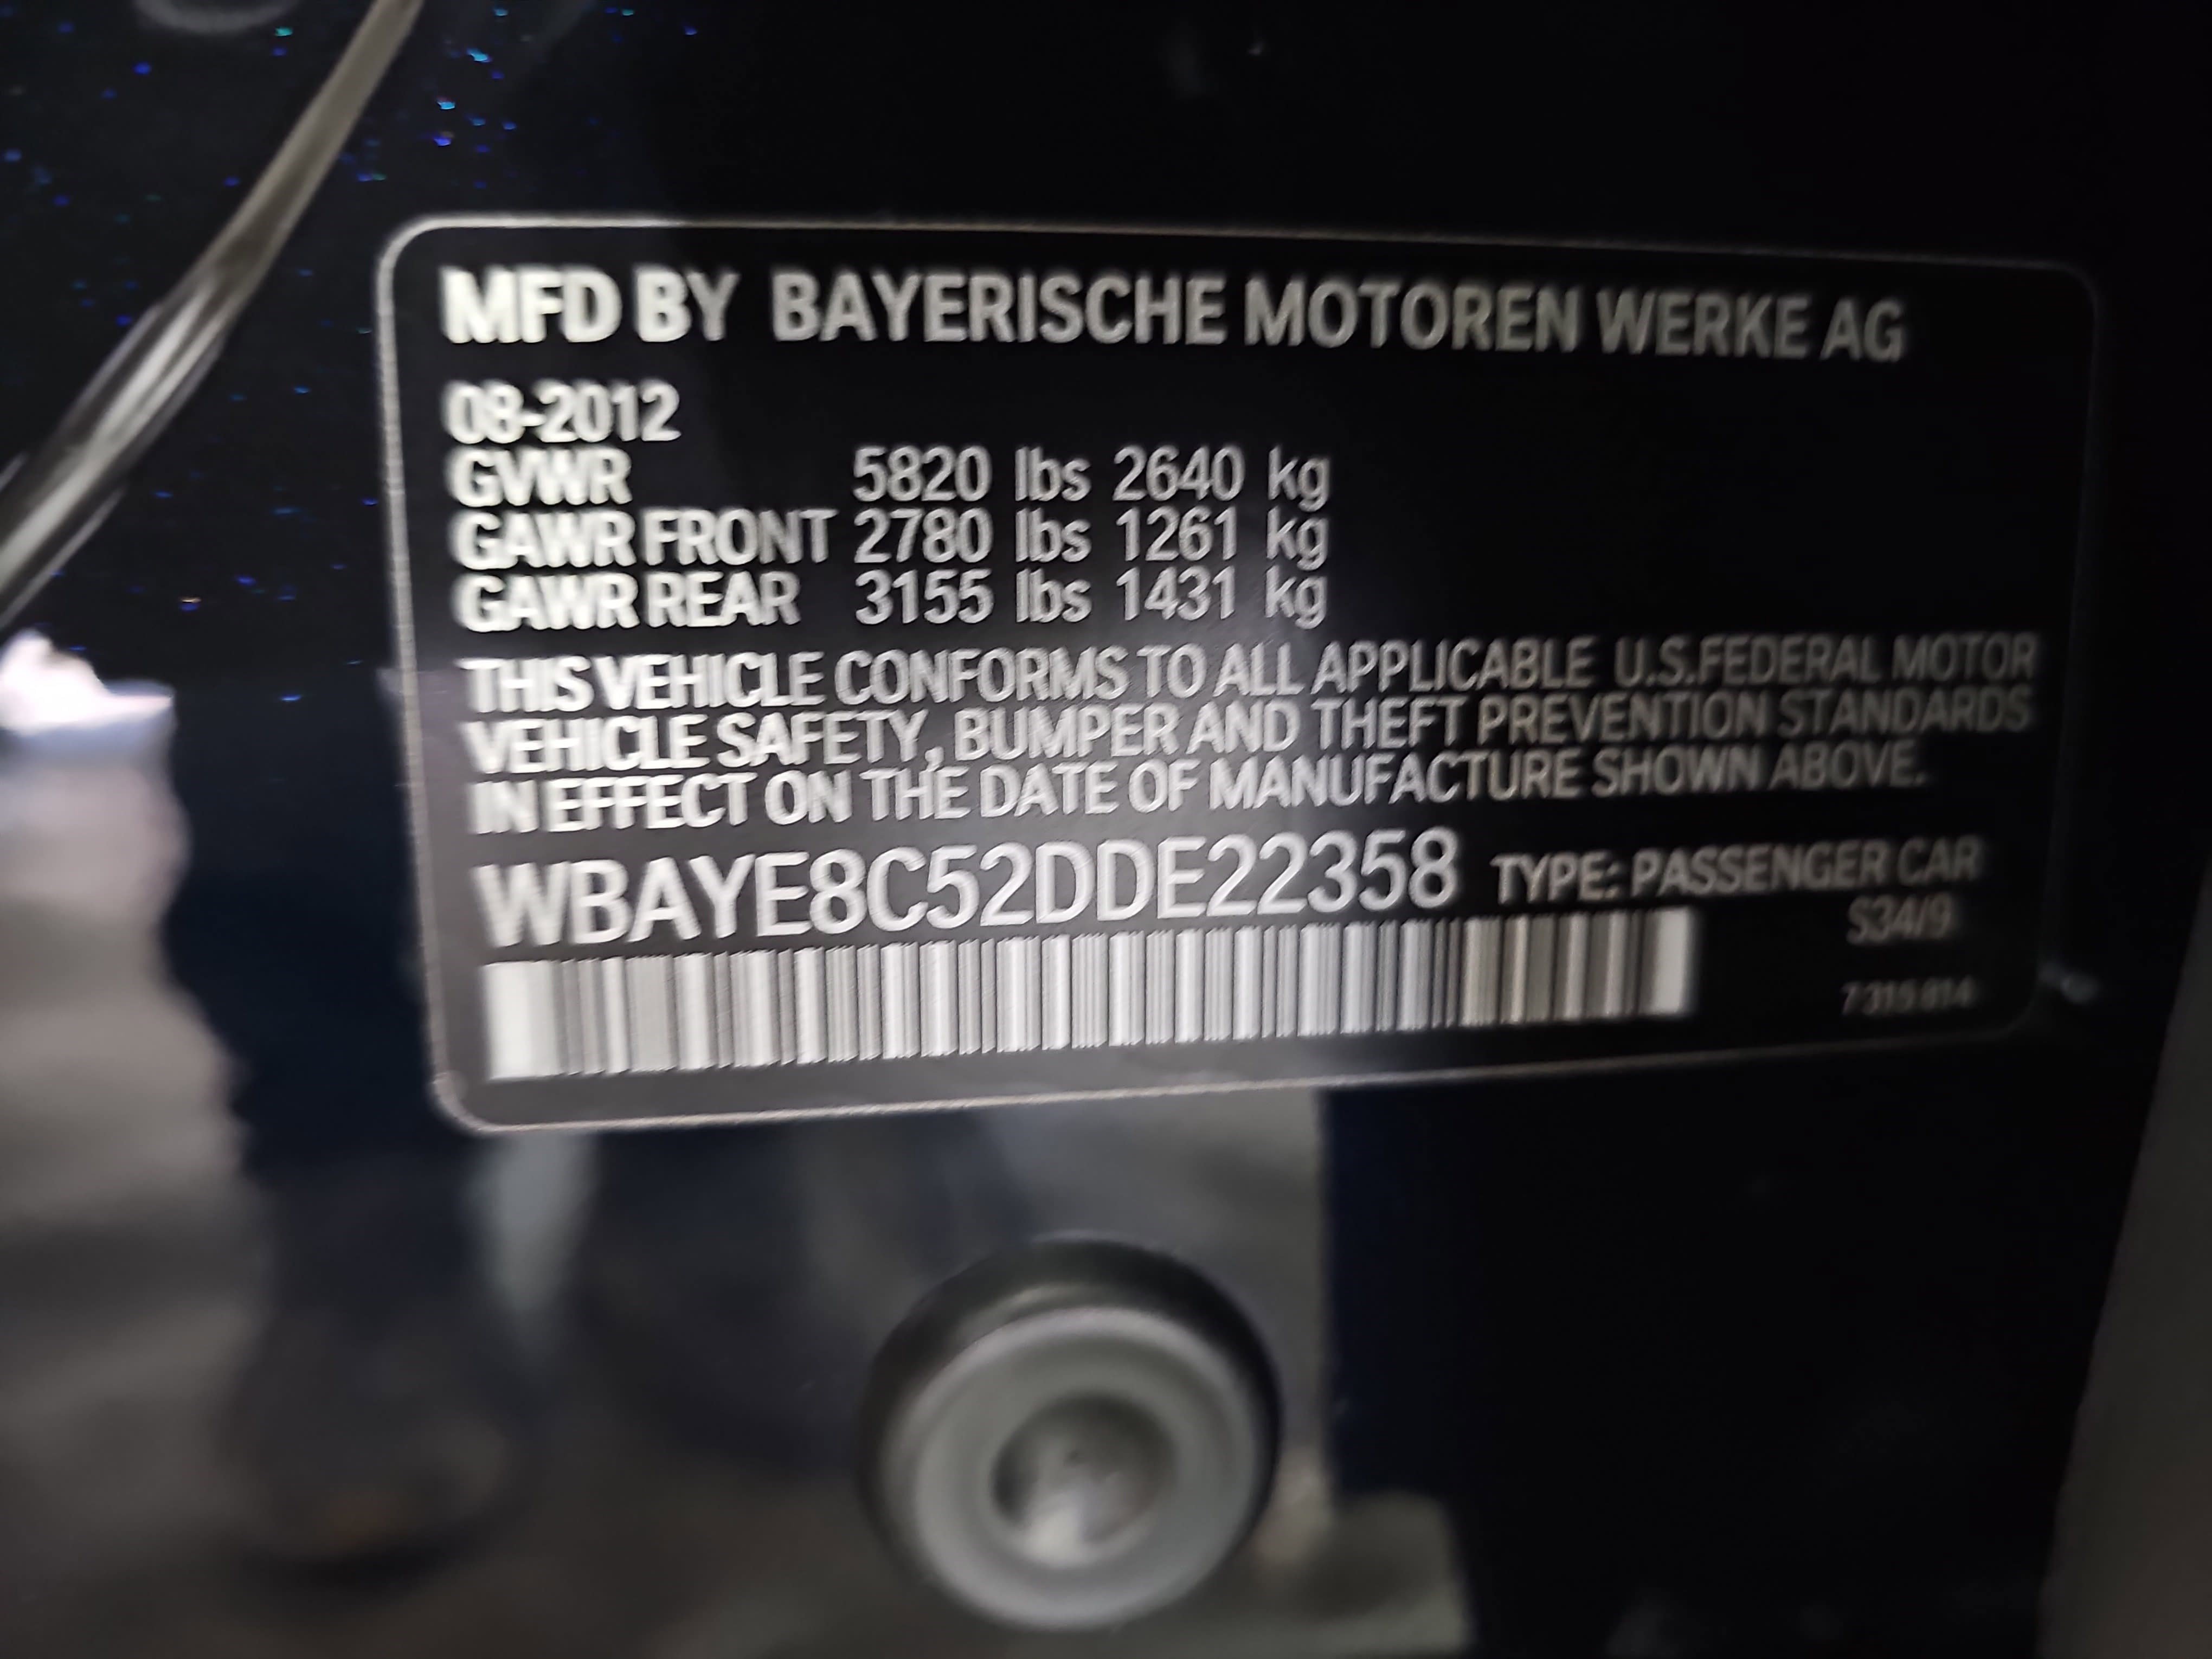 MFD BY BAYERISCHE MOTOREN WERKE AG
08-2012
GVWR 5820 lbs 2640 kg
GAWR FRONT 2780 lbs 1261 kg
GAWR REAR 3155 lbs 1431 kg
THIS VEHICLE CONFORMS TO ALL APPLICABLE U.S.FEDERAL MOTOR
VEHICLE SAFETY, BUMPER AND THEFT PREVENTION STANDARDS
IN EFFECT ON THE DATE OF MANUFACTURE SHOWN ABOVE.
WBAYE8C52DDE22358 TYPE: PASSENGER CAR
S34/9